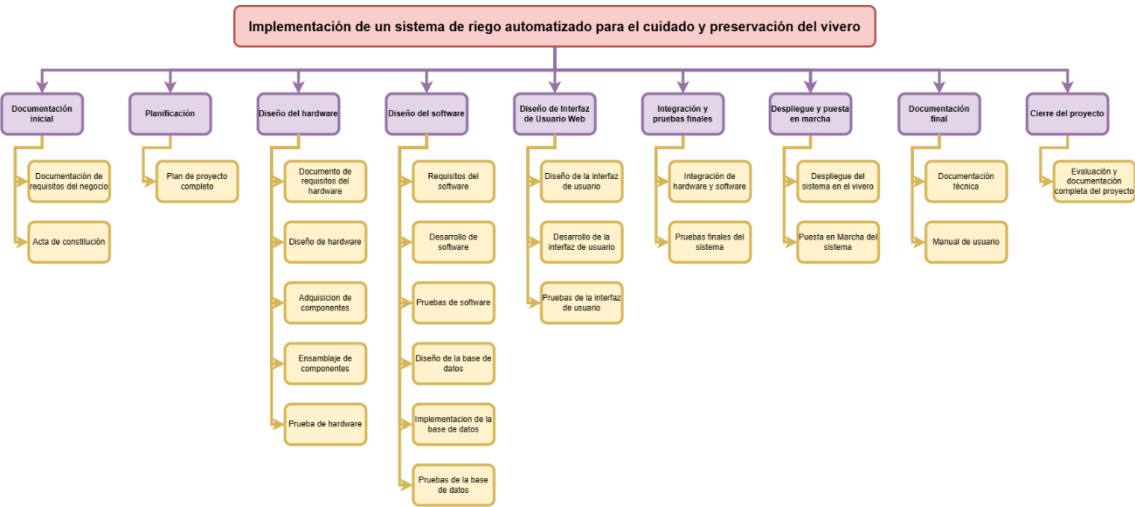 Implementación de un sistema de riego automatizado para el cuidado y preservación del vivero
Documentación
inicial
Documentación de
requisitos del negocio
Acta de constitución
Planificación
Plan de proyecto
completo
Diseño del hardware
Documento de
requisitos del
hardware
Diseño de hardware
Adquisicion de
componentes
Ensamblaje de
componentes
Prueba de hardware
Diseño del software
Requisitos del
software
Desarrollo de
software
Pruebas de software
Diseño de la base de
datos
Implementacion de la
base de datos
Pruebas de la base
de datos
Diseño de Interfaz
de Usuario Web
Diseño de la interfaz
de usuario
Desarrollo de la
interfaz de usuario
Pruebas de la interfaz
de usuario
Integración y
pruebas finales
Integración de
hardware y software
Pruebas finales del
sistema
Despliegue y puesta
en marcha
Despliegue del
sistema en el vivero
Puesta en Marcha del
sistema
Documentación
final
Documentación
técnica
Manual de usuario
Cierre del proyecto
Evaluación y
documentación
completa del proyecto